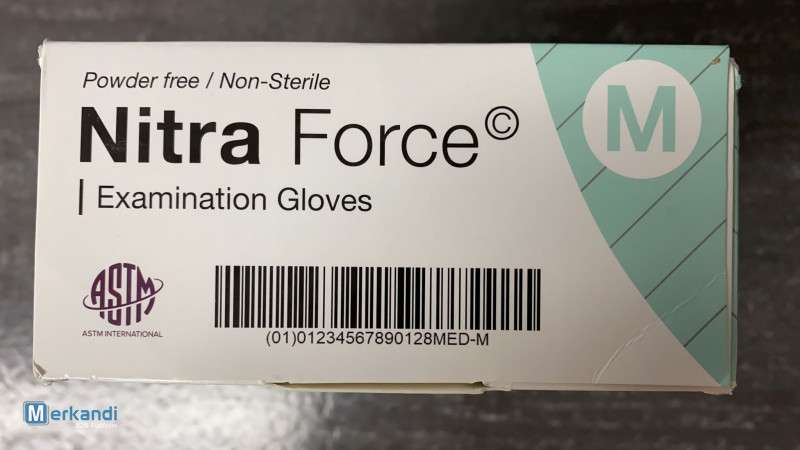 Powder free / Non-Sterile
Nitra Force©
M
Examination Gloves
ASTM
ASTM INTERNATIONAL
(01)01234567890128MED-M
Merkandi